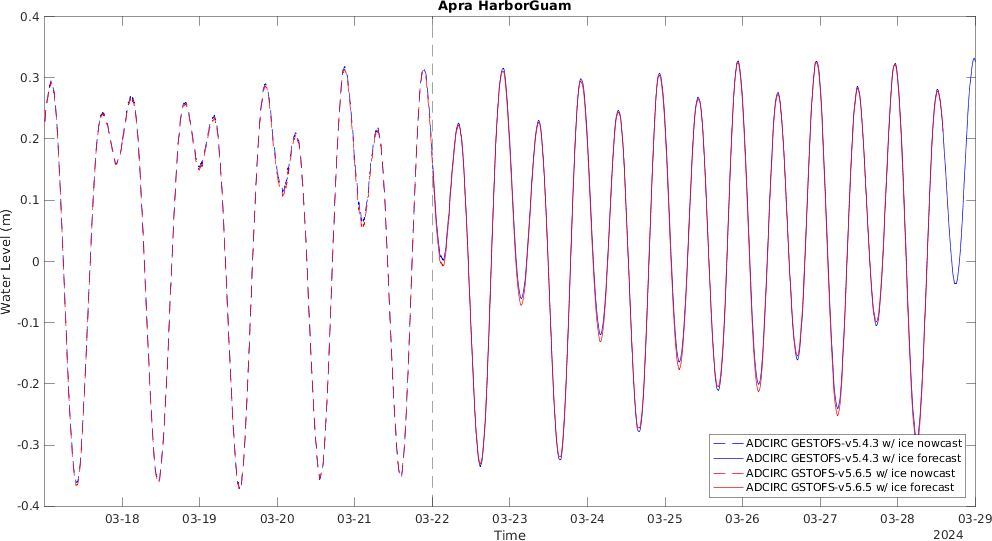 Apra HarborGuam
0.4
0.3
0.2
0.1
0
-0.1
-0.2
-0.3
-0.4
Water Level (m)
ADCIRC GESTOFS-v5.4.3 w/ ice nowcast
ADCIRC GESTOFS-v5.4.3 w/ ice forecast
ADCIRC GSTOFS-v5.6.5 w/ ice nowcast
ADCIRC GSTOFS-v5.6.5 w/ ice forecast
03-18 03-19 03-20 03-21 03-22 03-23 03-24 03-25 03-26 03-27 03-28 03-29
Time
2024